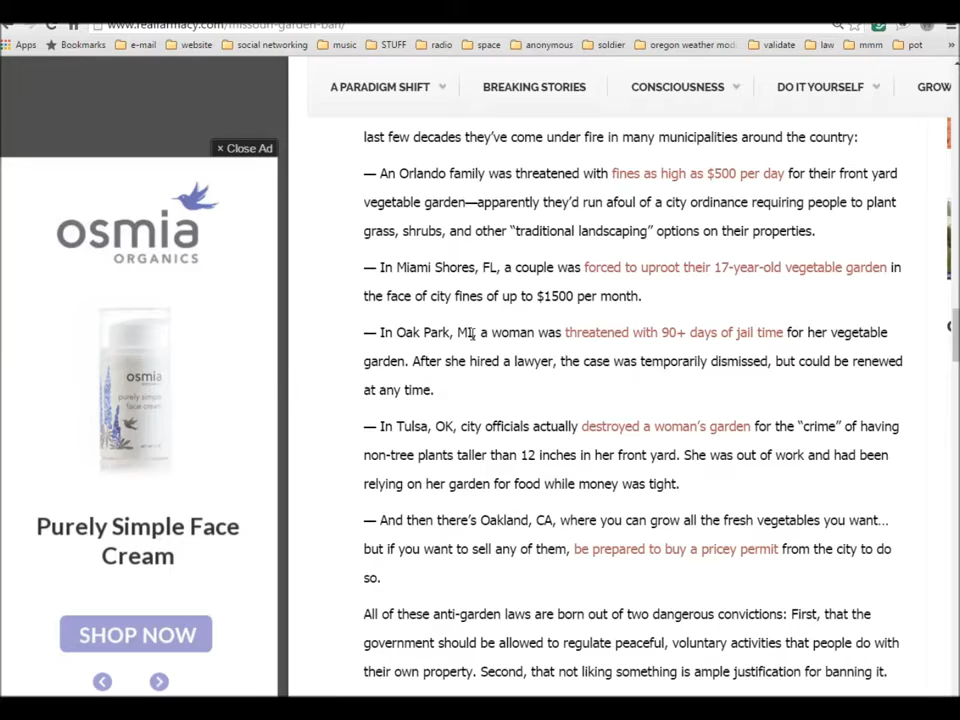 www.realfarmacy.com/missouri-garden-ban/
Apps Bookmarks e-mail website social networking music STUFF radio space anonymous soldier oregon weather mod validate law mmm pot »
A PARADIGM SHIFT BREAKING STORIES CONSCIOUSNESS DO IT YOURSELF GROW
× Close Ad
osmia
ORGANICS
osmia
purely simple
face cream
Purely Simple Face
Cream
SHOP NOW
last few decades they’ve come under fire in many municipalities around the country:
— An Orlando family was threatened with fines as high as $500 per day for their front yard
vegetable garden—apparently they’d run afoul of a city ordinance requiring people to plant
grass, shrubs, and other “traditional landscaping” options on their properties.
— In Miami Shores, FL, a couple was forced to uproot their 17-year-old vegetable garden in
the face of city fines of up to $1500 per month.
— In Oak Park, MI, a woman was threatened with 90+ days of jail time for her vegetable
garden. After she hired a lawyer, the case was temporarily dismissed, but could be renewed
at any time.
— In Tulsa, OK, city officials actually destroyed a woman’s garden for the “crime” of having
non-tree plants taller than 12 inches in her front yard. She was out of work and had been
relying on her garden for food while money was tight.
— And then there’s Oakland, CA, where you can grow all the fresh vegetables you want…
but if you want to sell any of them, be prepared to buy a pricey permit from the city to do
so.
All of these anti-garden laws are born out of two dangerous convictions: First, that the
government should be allowed to regulate peaceful, voluntary activities that people do with
their own property. Second, that not liking something is ample justification for banning it.